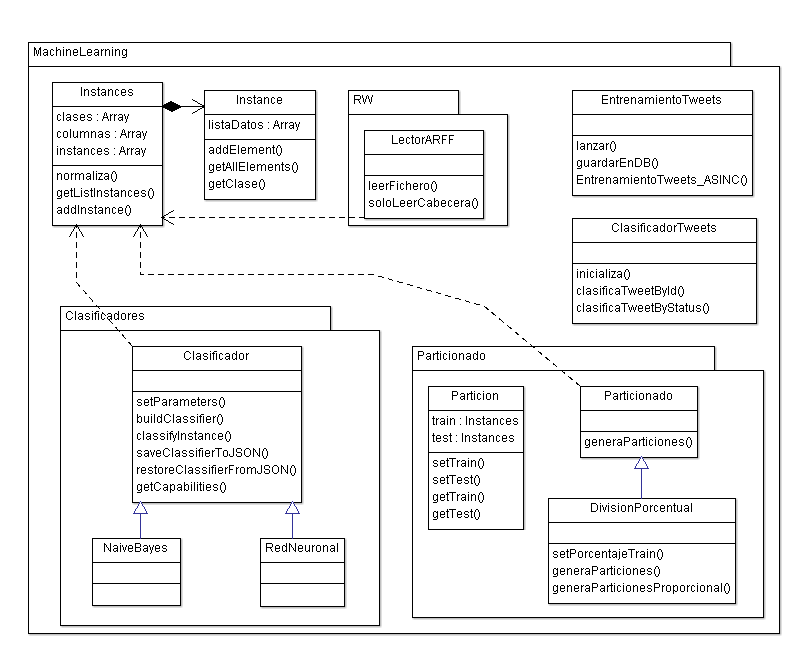 MachineLearning
Instances
clases : Array
columnas : Array
instances : Array
normaliza()
getListInstances()
addInstance()
Instance
listaDatos : Array
addElement()
getAllElements()
getClase()
RW
LectorARFF
leerFichero()
soloLeerCabecera()
EntrenamientoTweets
lanzar()
guardarEnDB()
EntrenamientoTweets_ASINC()
ClasificadorTweets
inicializa()
clasificaTweetById()
clasificaTweetByStatus()
Clasificadores
Clasificador
setParameters()
buildClassifier()
classifyInstance()
saveClassifierToJSON()
restoreClassifierFromJSON()
getCapabilities()
NaiveBayes
RedNeuronal
Particionado
Particion
train : Instances
test : Instances
setTrain()
setTest()
getTrain()
getTest()
Particionado
generaParticiones()
DivisionPorcentual
setPorcentajeTrain()
generaParticiones()
generaParticionesProporcional()